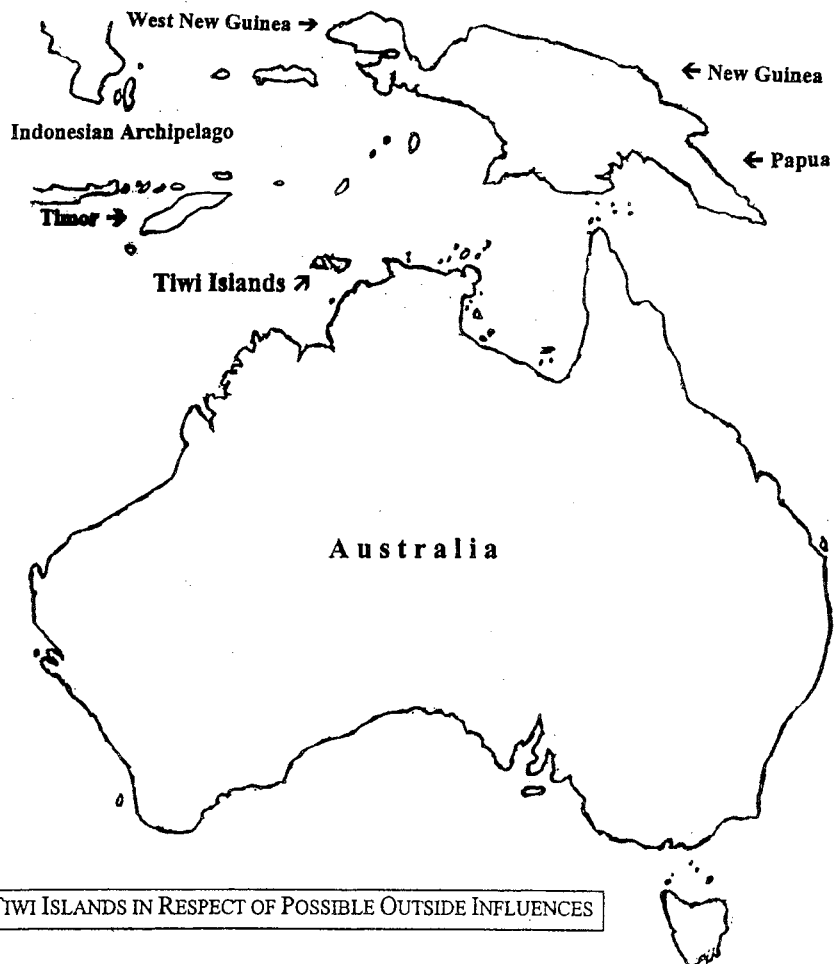 West New Guinea →
← New Guinea
Indonesian Archipelago
← Papua
Timor →
Tiwi Islands ↗
Australia
TIWI ISLANDS IN RESPECT OF POSSIBLE OUTSIDE INFLUENCES